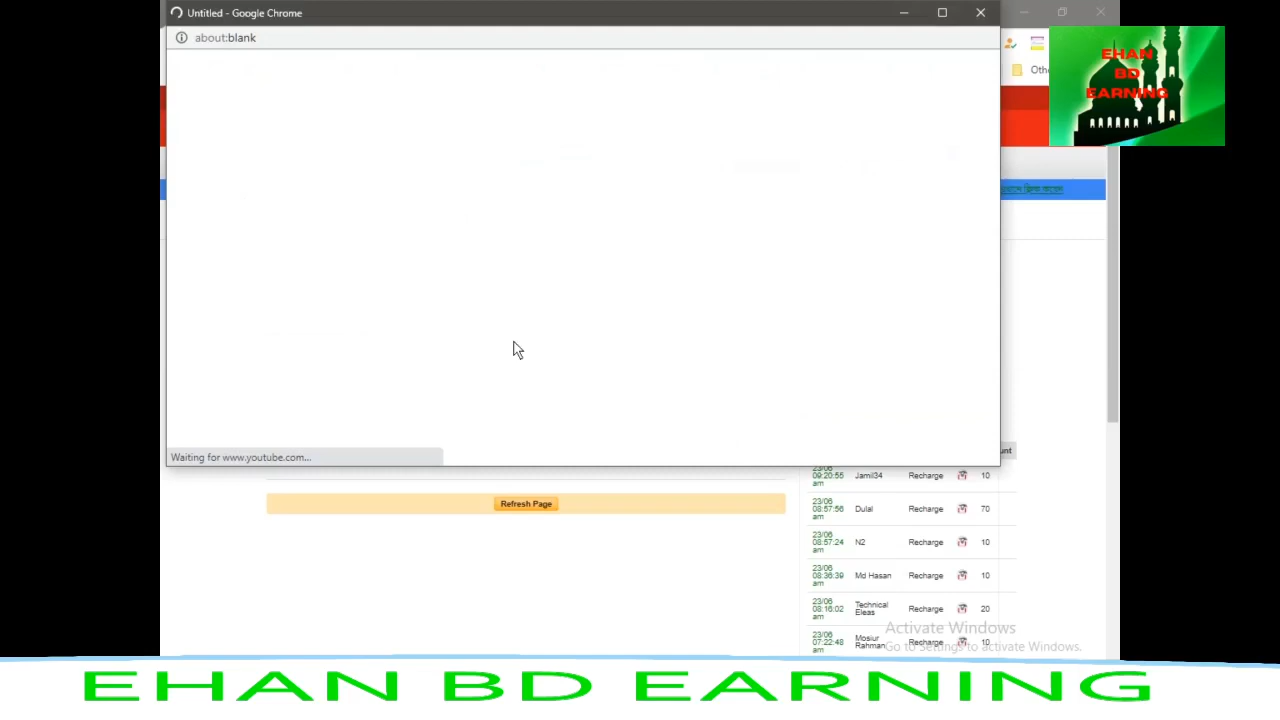 Untitled - Google Chrome
about:blank
Othe
EHAN
BD
EARNING
Waiting for www.youtube.com...
Refresh Page
unt
23/06
09:20:55
am
Jamil34
Recharge
10
23/06
08:57:56
am
Dulal
Recharge
70
23/06
08:57:24
am
N2
Recharge
10
23/06
08:36:39
am
Md Hasan
Recharge
10
23/06
08:16:02
am
Technical
Eleas
Recharge
20
23/06
07:22:48
am
Mosiur
Rahman
Recharge
10
Activate Windows
Go to Settings to activate Windows.
EHAN BD EARNING